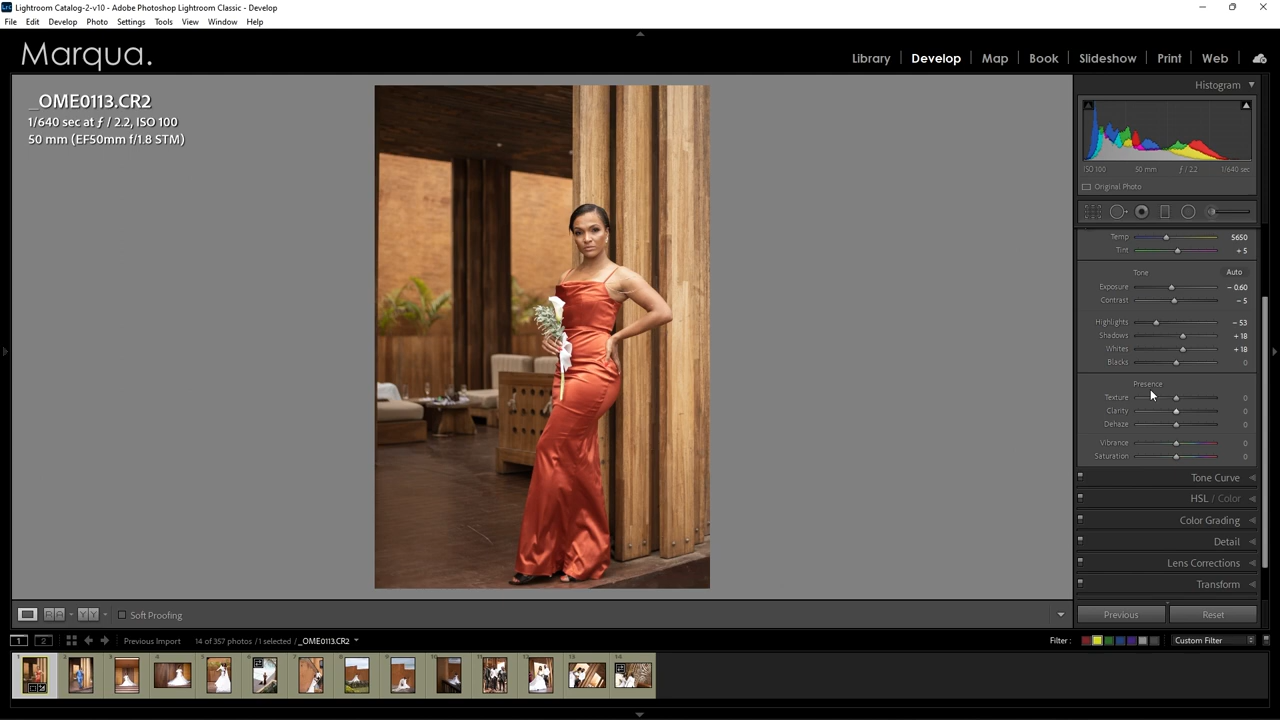 Lightroom Catalog-2-v10 - Adobe Photoshop Lightroom Classic - Develop
File Edit Develop Photo Settings Tools View Window Help
Marqua.
Library Develop Map Book Slideshow Print Web
_OME0113.CR2
1/640 sec at ƒ / 2.2, ISO 100
50 mm (EF50mm f/1.8 STM)
Histogram
ISO 100 50 mm ƒ / 2.2 1/640 sec
Original Photo
Temp 5650
Tint + 5
Tone Auto
Exposure − 0.60
Contrast − 5
Highlights − 53
Shadows + 18
Whites + 18
Blacks 0
Presence
Texture 0
Clarity 0
Dehaze 0
Vibrance 0
Saturation 0
Tone Curve
HSL / Color
Color Grading
Detail
Lens Corrections
Transform
Previous Reset
Soft Proofing
1 2 Previous Import 14 of 357 photos / 1 selected / _OME0113.CR2 Filter : Custom Filter